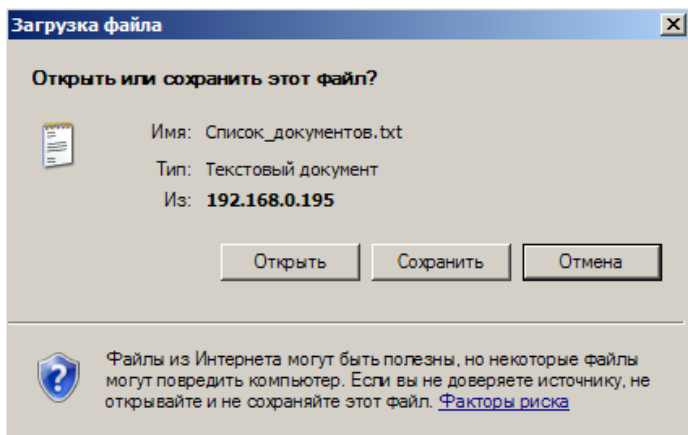 Загрузка файла
Открыть или сохранить этот файл?
Имя: Список_документов.txt
Тип: Текстовый документ
Из: 192.168.0.195
Открыть Сохранить Отмена
Файлы из Интернета могут быть полезны, но некоторые файлы
могут повредить компьютер. Если вы не доверяете источнику, не
открывайте и не сохраняйте этот файл. Факторы риска